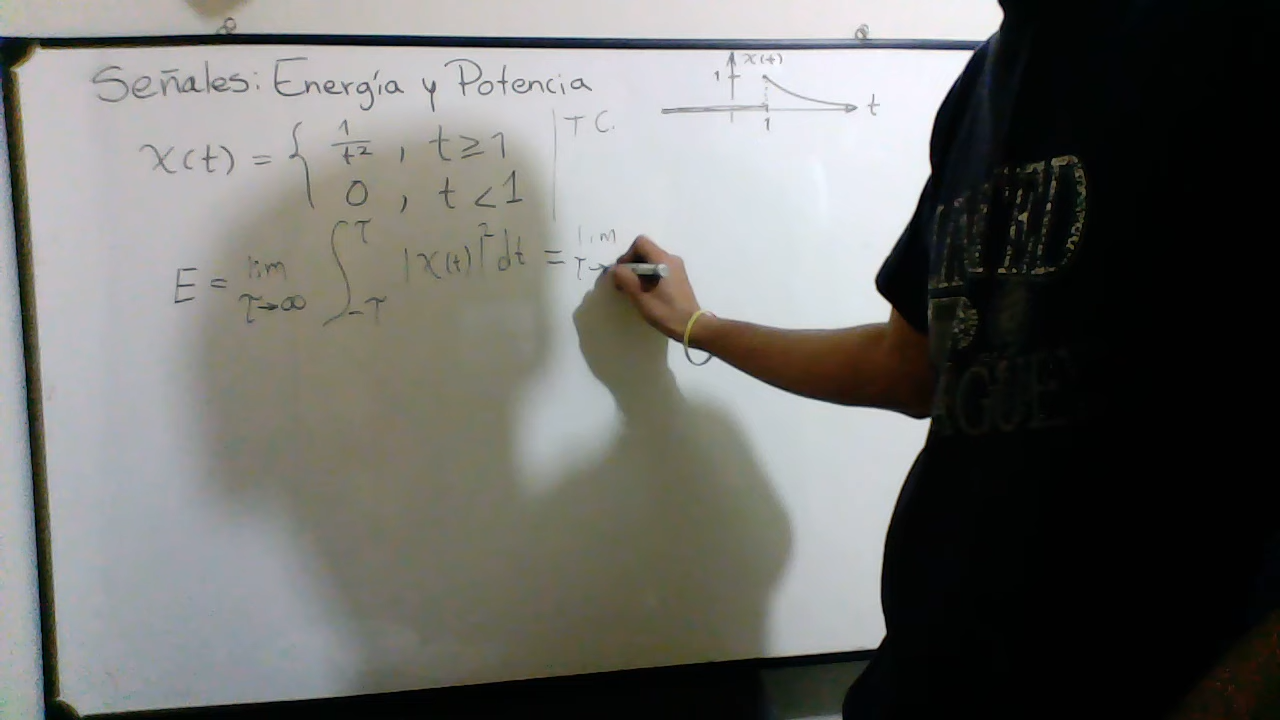 Señales: Energía y Potencia
x(t)
1
t
1
x(t) = { 1/t² , t ≥ 1
0 , t < 1
T C.
E = lim τ→∞ ∫_{-τ}^{τ} |x(t)|² dt = lim τ→